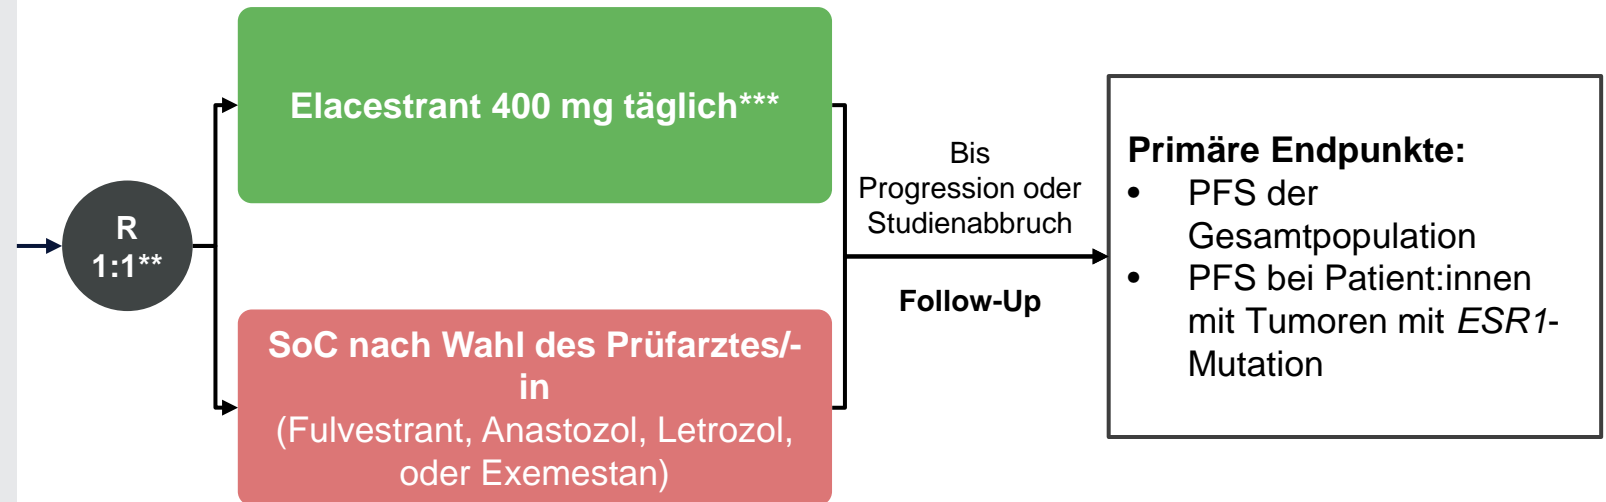 R
1:1**
Elacestrant 400 mg täglich***
SoC nach Wahl des Prüfarztes/-
in
(Fulvestrant, Anastozol, Letrozol,
oder Exemestan)
Bis
Progression oder
Studienabbruch
Follow-Up
Primäre Endpunkte:
• PFS der
Gesamtpopulation
• PFS bei Patient:innen
mit Tumoren mit ESR1-
Mutation